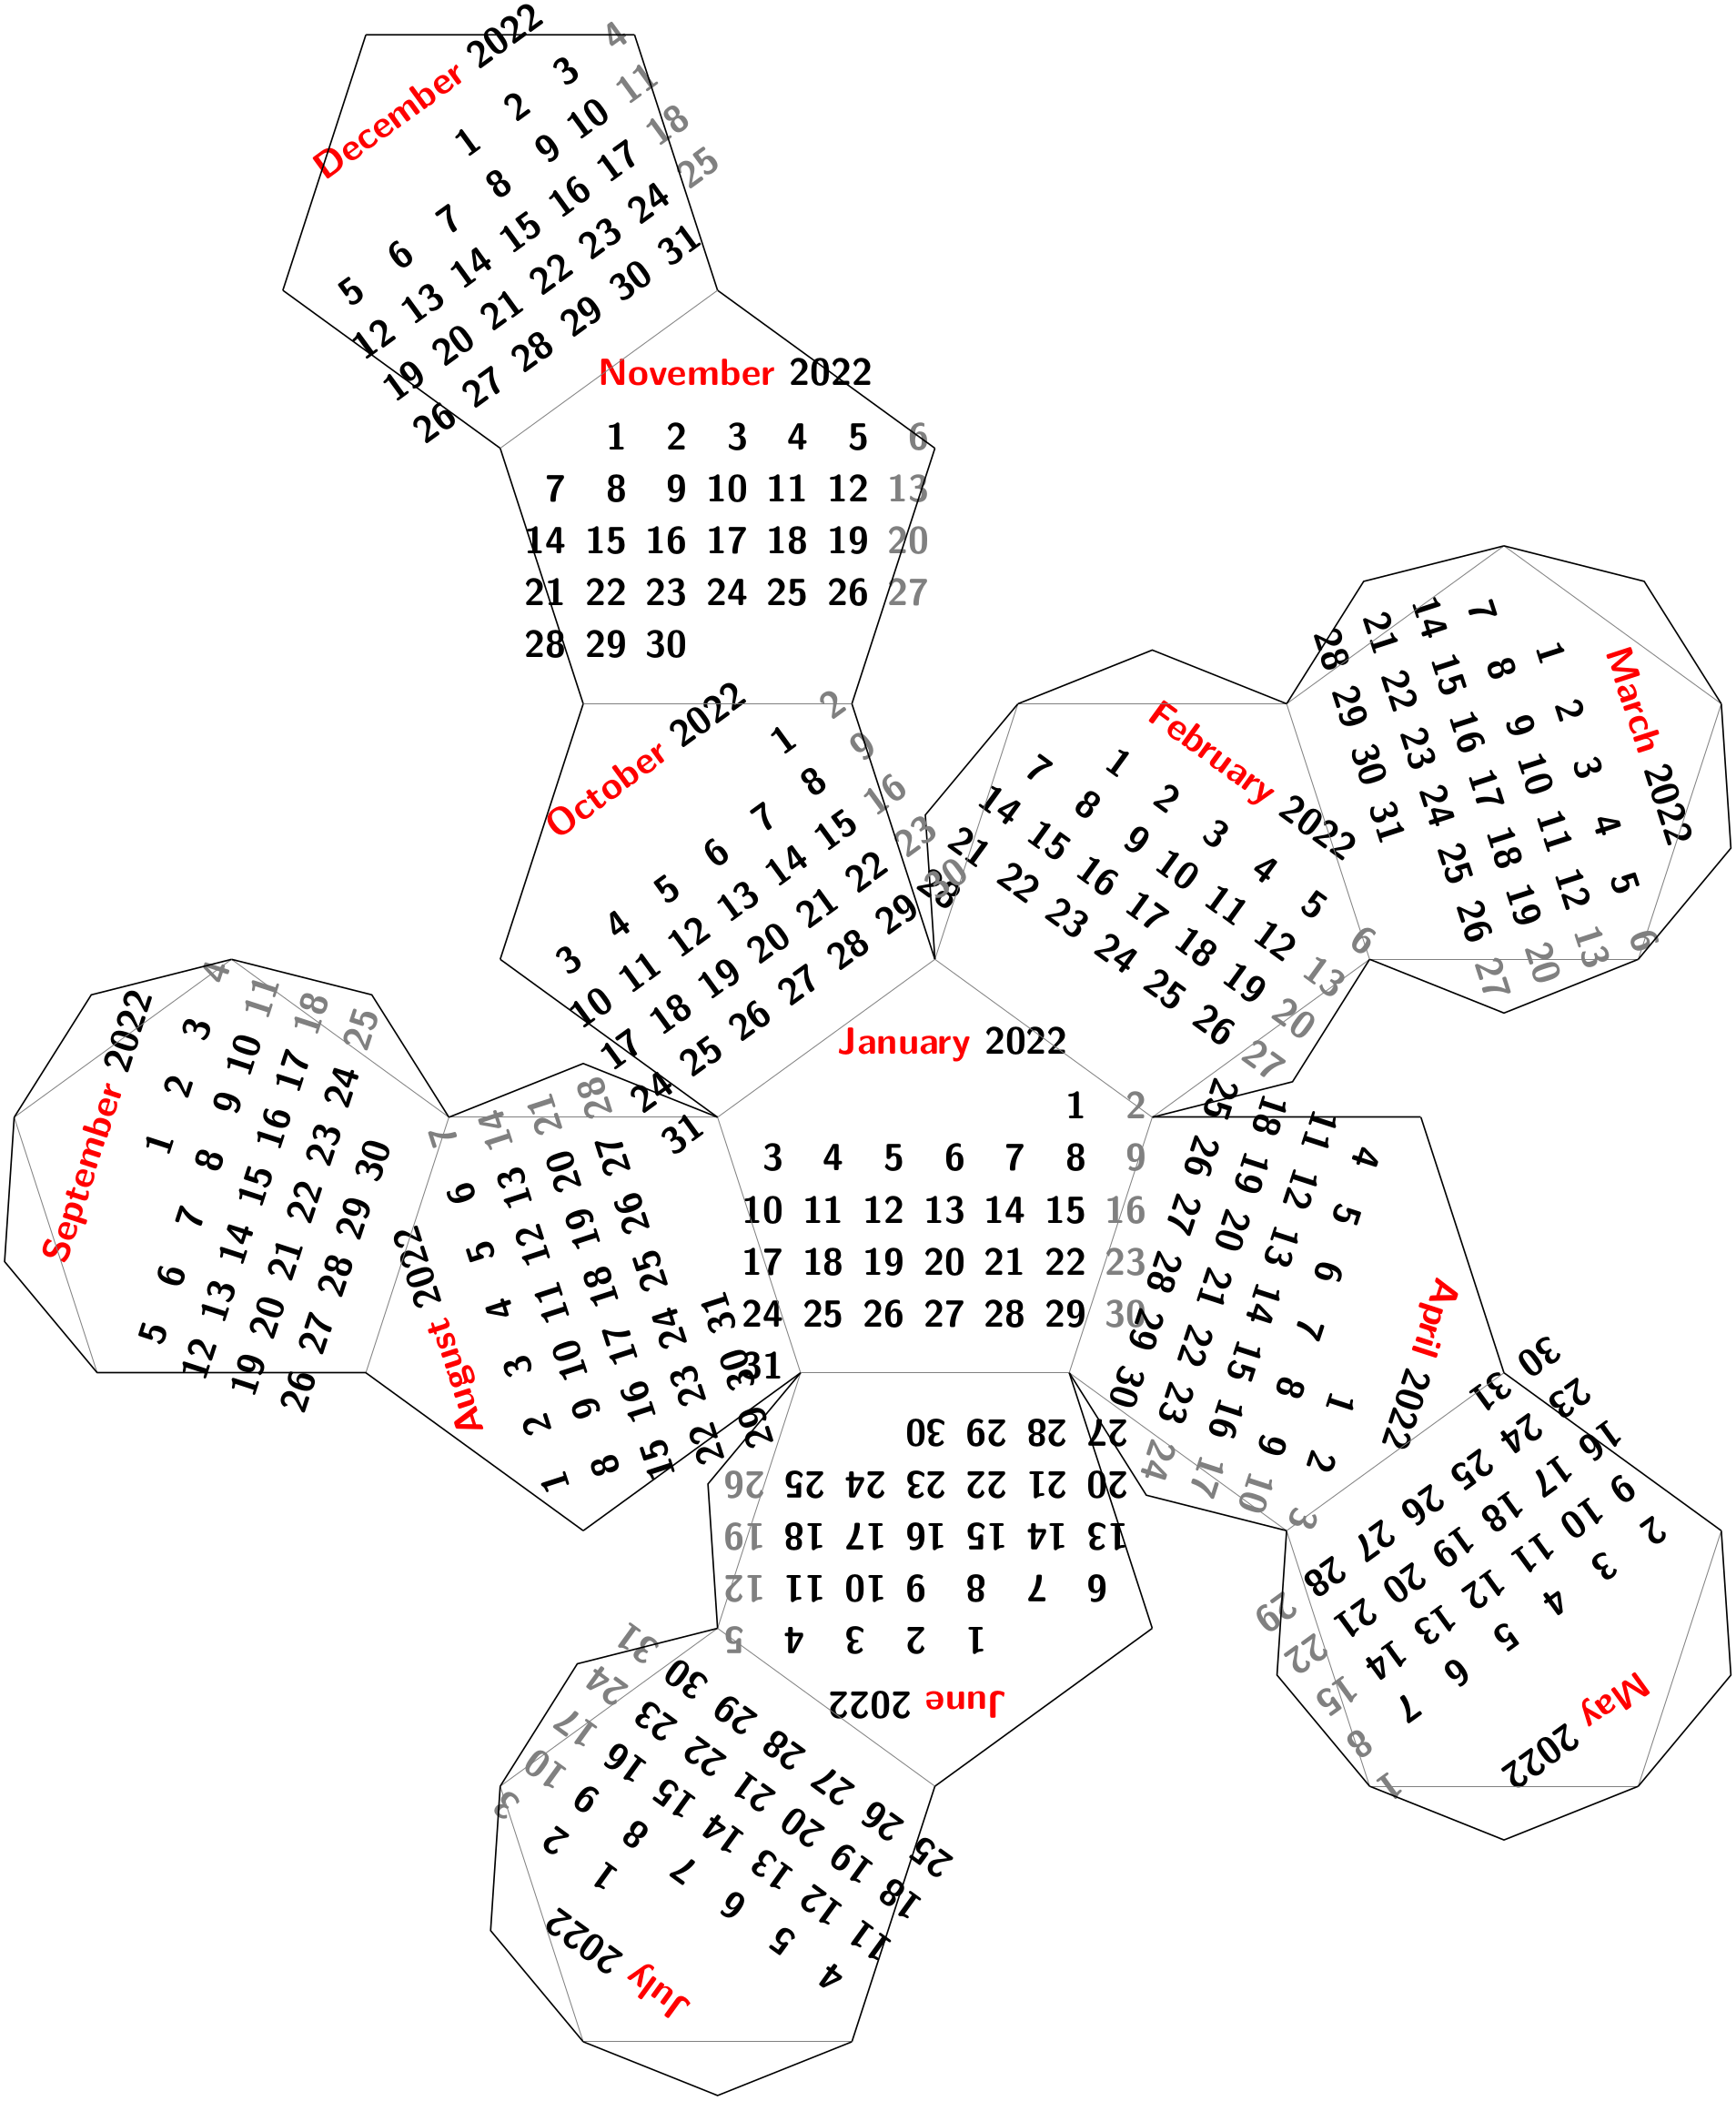 December 2022
1 2 3 4
5 6 7 8 9 10 11
12 13 14 15 16 17 18
19 20 21 22 23 24 25
26 27 28 29 30 31
November 2022
1 2 3 4 5 6
7 8 9 10 11 12 13
14 15 16 17 18 19 20
21 22 23 24 25 26 27
28 29 30
October 2022
1 2
3 4 5 6 7 8 9
10 11 12 13 14 15 16
17 18 19 20 21 22 23
24 25 26 27 28 29 30
31
February 2022
1 2 3 4 5 6
7 8 9 10 11 12 13
14 15 16 17 18 19 20
21 22 23 24 25 26 27
28
March 2022
1 2 3 4 5 6
7 8 9 10 11 12 13
14 15 16 17 18 19 20
21 22 23 24 25 26 27
28 29 30 31
September 2022
1 2 3 4
5 6 7 8 9 10 11
12 13 14 15 16 17 18
19 20 21 22 23 24 25
26 27 28 29 30
August 2022
1 2 3 4 5 6 7
8 9 10 11 12 13 14
15 16 17 18 19 20 21
22 23 24 25 26 27 28
29 30 31
January 2022
1 2
3 4 5 6 7 8 9
10 11 12 13 14 15 16
17 18 19 20 21 22 23
24 25 26 27 28 29 30
31
April 2022
1 2 3
4 5 6 7 8 9 10
11 12 13 14 15 16 17
18 19 20 21 22 23 24
25 26 27 28 29 30
May 2022
1
2 3 4 5 6 7 8
9 10 11 12 13 14 15
16 17 18 19 20 21 22
23 24 25 26 27 28 29
30 31
June 2022
1 2 3 4 5
6 7 8 9 10 11 12
13 14 15 16 17 18 19
20 21 22 23 24 25 26
27 28 29 30
July 2022
1 2 3
4 5 6 7 8 9 10
11 12 13 14 15 16 17
18 19 20 21 22 23 24
25 26 27 28 29 30 31